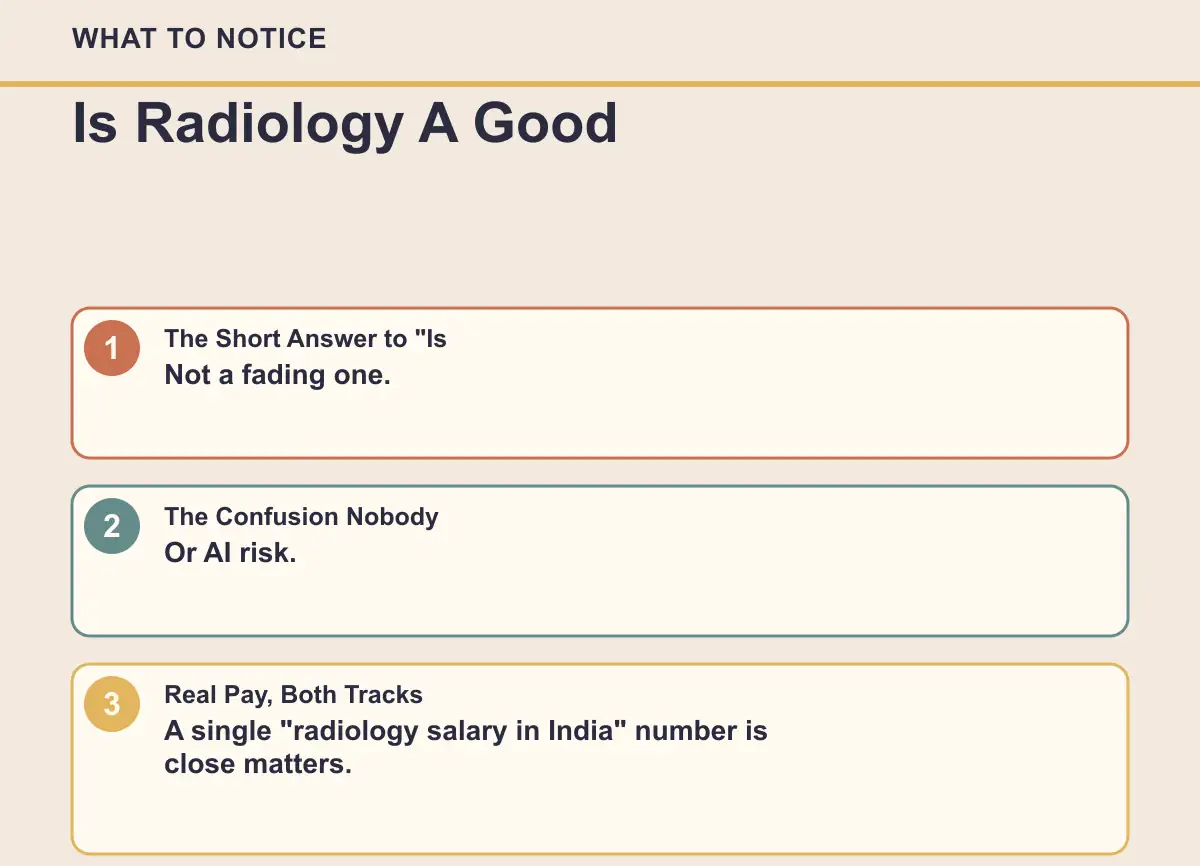 WHAT TO NOTICE
Is Radiology A Good
1
The Short Answer to "Is
Not a fading one.
2
The Confusion Nobody
Or AI risk.
3
Real Pay, Both Tracks
A single "radiology salary in India" number is
close matters.